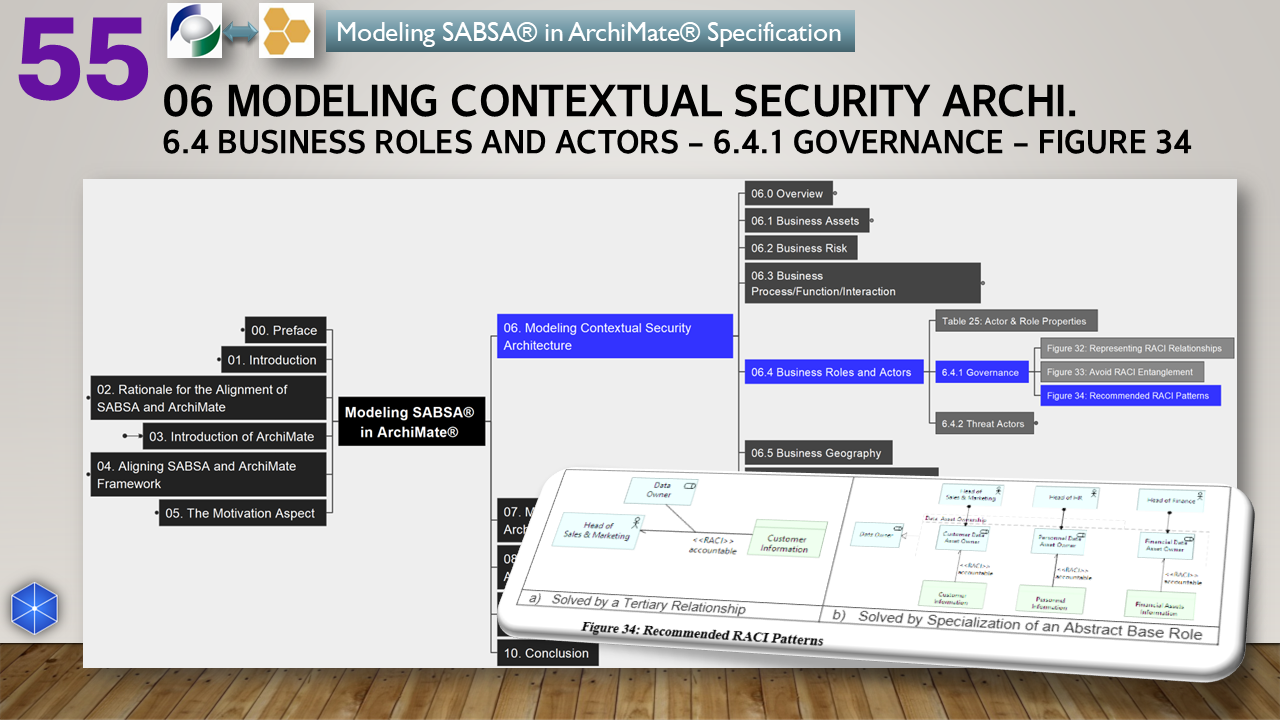 55
Modeling SABSA® in ArchiMate® Specification
06 MODELING CONTEXTUAL SECURITY ARCHI.
6.4 BUSINESS ROLES AND ACTORS – 6.4.1 GOVERNANCE – FIGURE 34
00. Preface
01. Introduction
02. Rationale for the Alignment of
SABSA and ArchiMate
03. Introduction of ArchiMate
04. Aligning SABSA and ArchiMate
Framework
05. The Motivation Aspect
Modeling SABSA®
in ArchiMate®
06. Modeling Contextual Security
Architecture
06.0 Overview
06.1 Business Assets
06.2 Business Risk
06.3 Business
Process/Function/Interaction
06.4 Business Roles and Actors
Table 25: Actor & Role Properties
6.4.1 Governance
Figure 32: Representing RACI Relationships
Figure 33: Avoid RACI Entanglement
Figure 34: Recommended RACI Patterns
6.4.2 Threat Actors
06.5 Business Geography
07. M
Arch
08
A
10. Conclusion
Data
Owner
Head of
Sales & Marketing
<<RACI>>
accountable
Customer
Information
a) Solved by a Tertiary Relationship
Head of
Sales & Marketing
Head of HR
Head of Finance
Data Asset Ownership
Data Owner
Customer Data
Asset Owner
Personnel Data
Asset Owner
Financial Data
Asset Owner
<<RACI>>
accountable
<<RACI>>
accountable
<<RACI>>
accountable
Customer
Information
Personnel
Information
Financial Assets
Information
b) Solved by Specialization of an Abstract Base Role
Figure 34: Recommended RACI Patterns